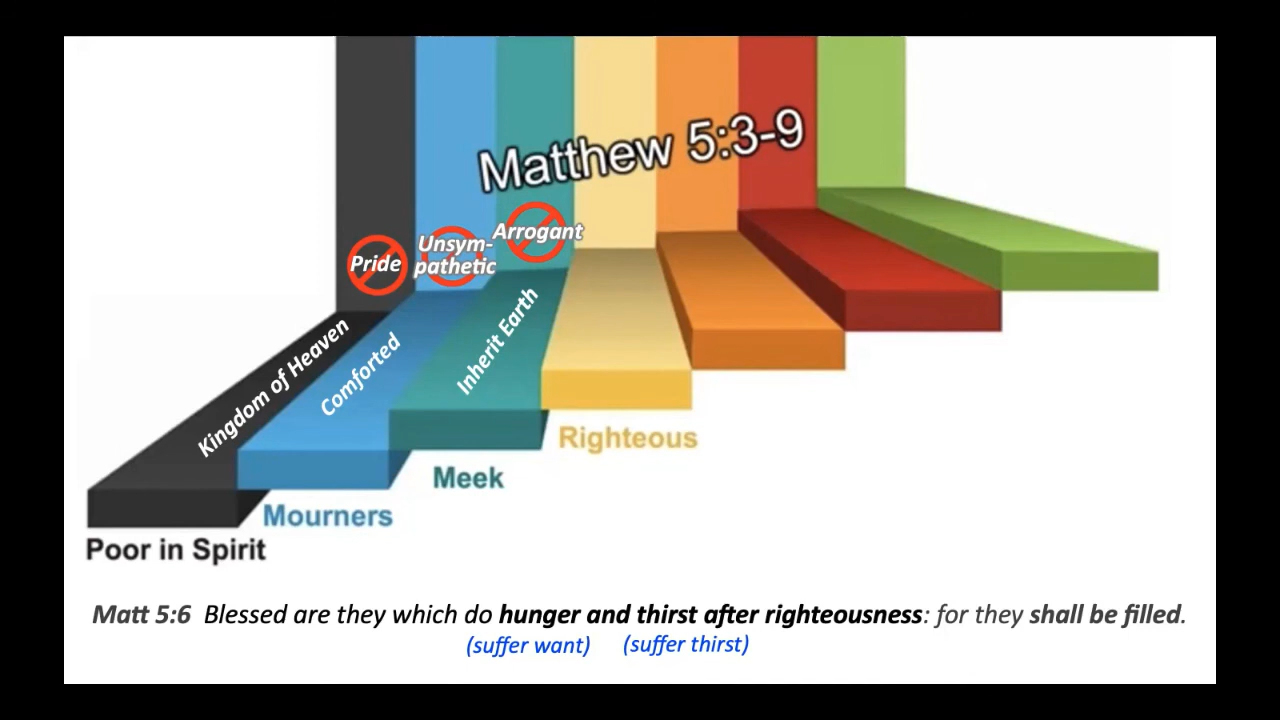 Matthew 5:3-9
Pride
Unsym-
pathetic
Arrogant
Kingdom of Heaven
Comforted
Inherit Earth
Righteous
Meek
Mourners
Poor in Spirit
Matt 5:6 Blessed are they which do hunger and thirst after righteousness: for they shall be filled.
(suffer want) (suffer thirst)